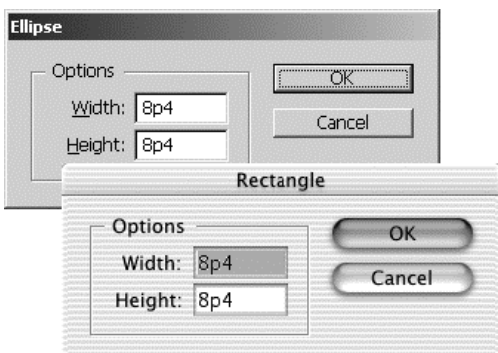 Ellipse
Options
Width: 8p4
Height: 8p4
OK
Cancel
Rectangle
Options
Width: 8p4
Height: 8p4
OK
Cancel